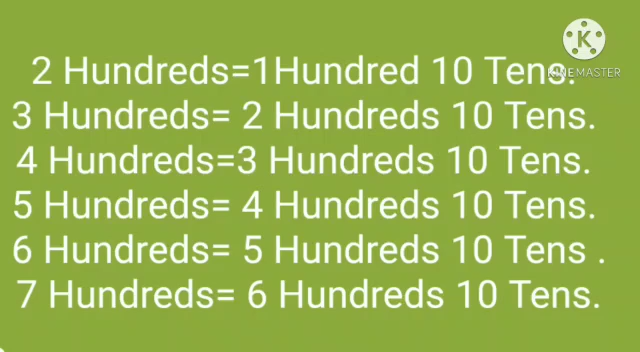 2 Hundreds=1Hundred 10 Tens.
KINEMASTER
3 Hundreds= 2 Hundreds 10 Tens.
4 Hundreds=3 Hundreds 10 Tens.
5 Hundreds= 4 Hundreds 10 Tens.
6 Hundreds= 5 Hundreds 10 Tens .
7 Hundreds= 6 Hundreds 10 Tens.